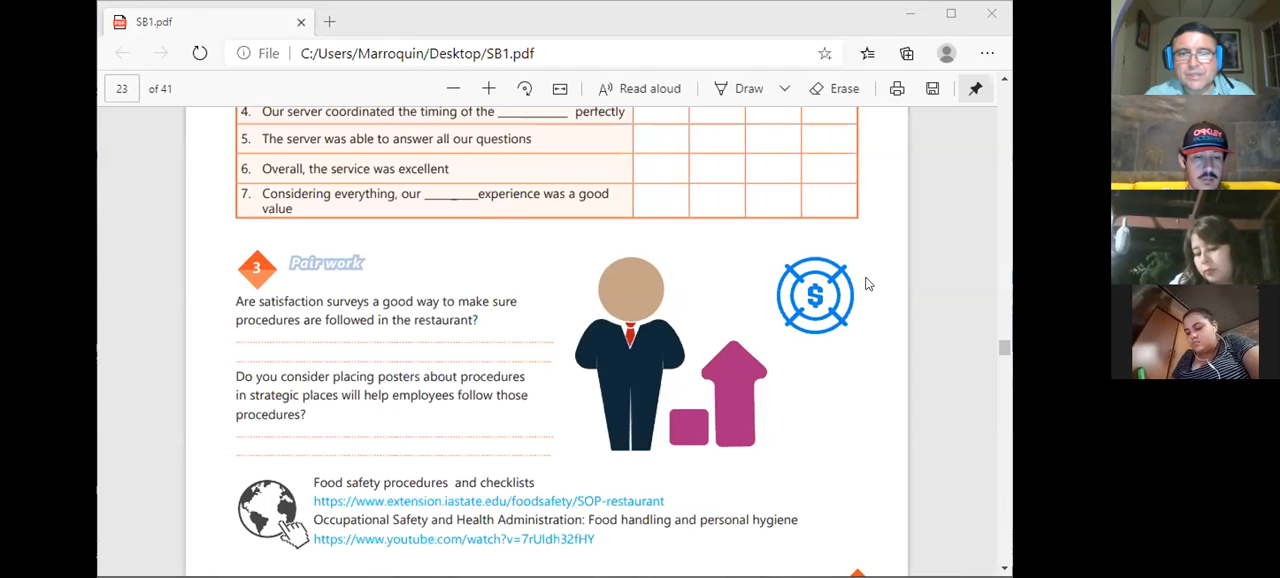 SB1.pdf
File C:/Users/Marroquin/Desktop/SB1.pdf
23 of 41 Read aloud Draw Erase
4. Our server coordinated the timing of the __________ perfectly
5. The server was able to answer all our questions
6. Overall, the service was excellent
7. Considering everything, our ________experience was a good
value
3 Pair work
Are satisfaction surveys a good way to make sure
procedures are followed in the restaurant?
Do you consider placing posters about procedures
in strategic places will help employees follow those
procedures?
$
Food safety procedures and checklists
https://www.extension.iastate.edu/foodsafety/SOP-restaurant
Occupational Safety and Health Administration: Food handling and personal hygiene
https://www.youtube.com/watch?v=7rUIdh32fHY
OAKLEY